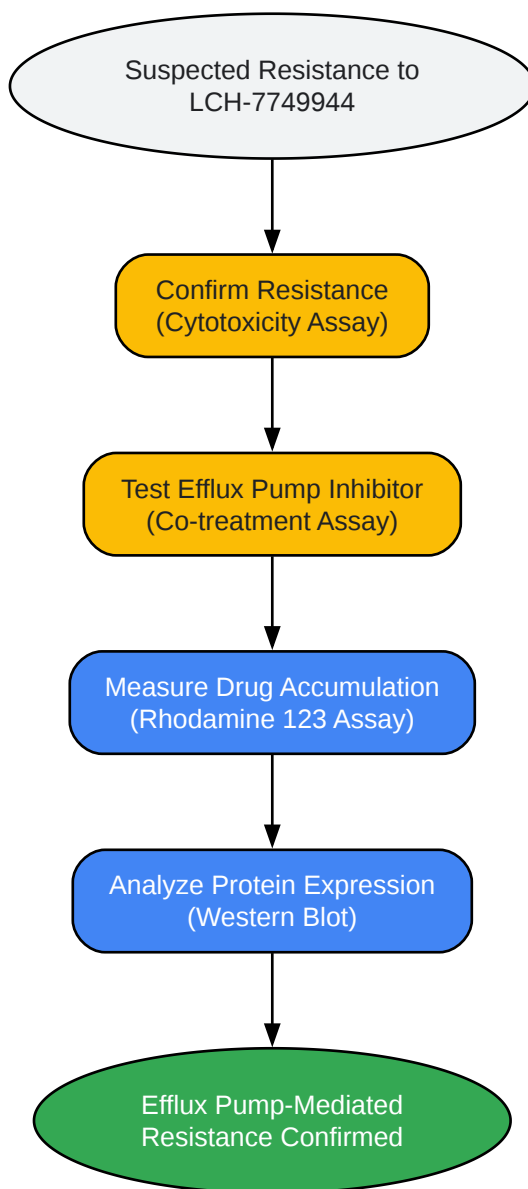 Suspected Resistance to
LCH-7749944
Confirm Resistance
(Cytotoxicity Assay)
Test Efflux Pump Inhibitor
(Co-treatment Assay)
Measure Drug Accumulation
(Rhodamine 123 Assay)
Analyze Protein Expression
(Western Blot)
Efflux Pump-Mediated
Resistance Confirmed